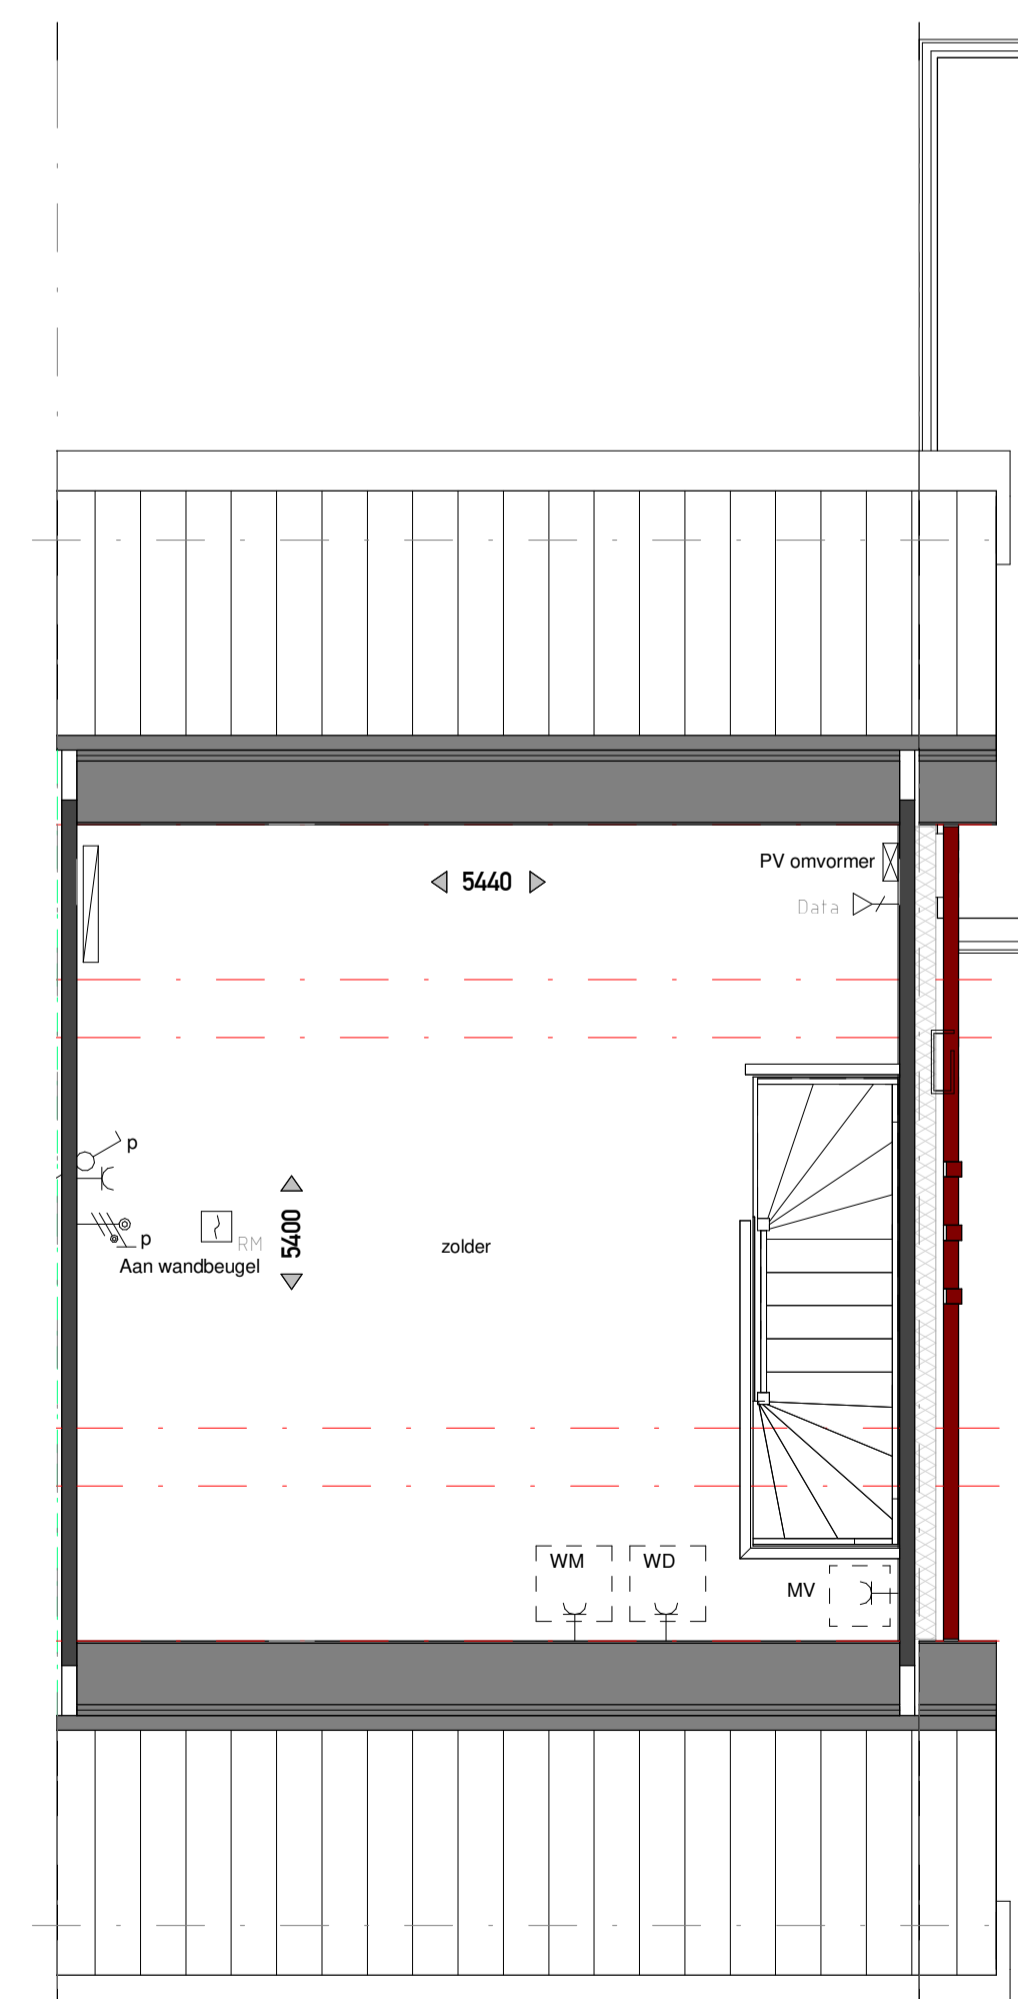 PV omvormer
5440
Data
p
5400
p
RM
zolder
Aan wandbeugel
WM
WD
MV